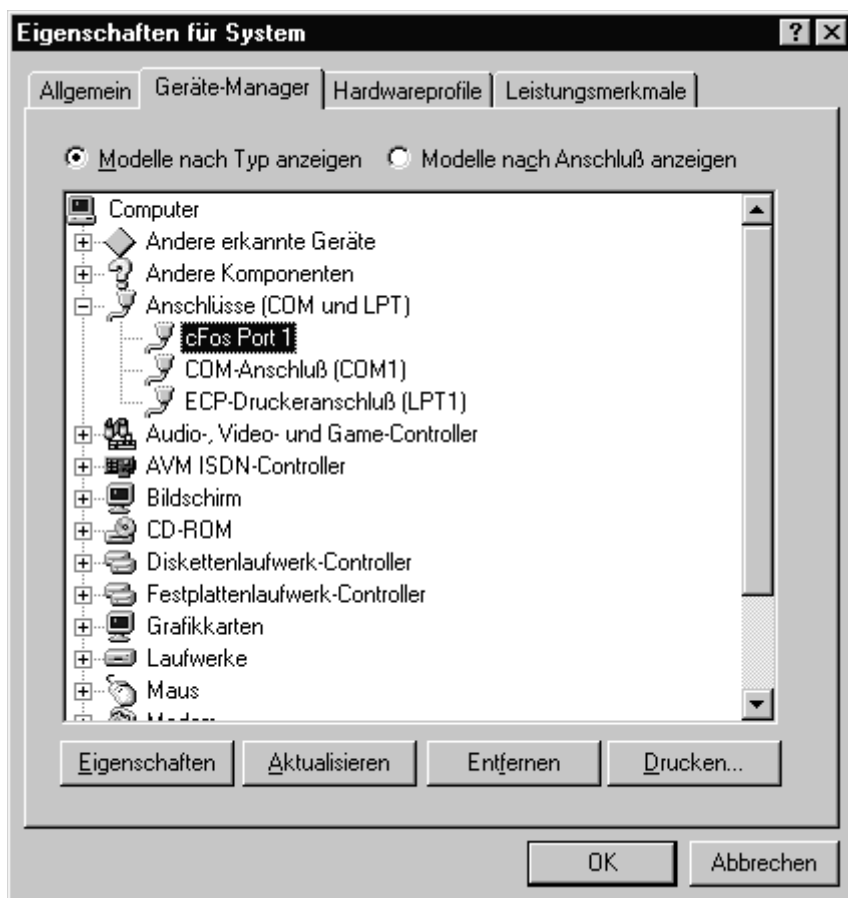 Eigenschaften für System
Allgemein Geräte-Manager Hardwareprofile Leistungsmerkmale
Modelle nach Typ anzeigen Modelle nach Anschluß anzeigen
Computer
Andere erkannte Geräte
Andere Komponenten
Anschlüsse (COM und LPT)
cFos Port 1
COM-Anschluß (COM1)
ECP-Druckeranschluß (LPT1)
Audio-, Video- und Game-Controller
AVM ISDN-Controller
Bildschirm
CD-ROM
Diskettenlaufwerk-Controller
Festplattenlaufwerk-Controller
Grafikkarten
Laufwerke
Maus
Eigenschaften Aktualisieren Entfernen Drucken...
OK Abbrechen